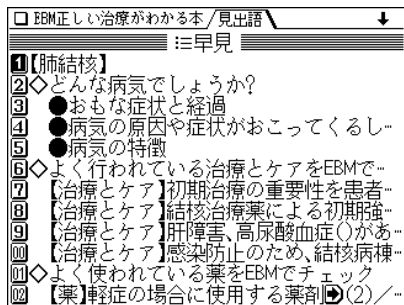 □ EBM正しい治療がわかる本/見出語 ↓
早見
1【肺結核】
2◇どんな病気でしょうか?
3 ●おもな症状と経過
4 ●病気の原因や症状がおこってくるし…
5 ●病気の特徴
6◇よく行われている治療とケアをEBMで…
7 【治療とケア】初期治療の重要性を患者…
8 【治療とケア】結核治療薬による初期強…
9 【治療とケア】肝障害、高尿酸血症()があ…
00 【治療とケア】感染防止のため、結核病棟…
01◇よく使われている薬をEBMでチェック
02 【薬】軽症の場合に使用する薬剤➡(2)/…